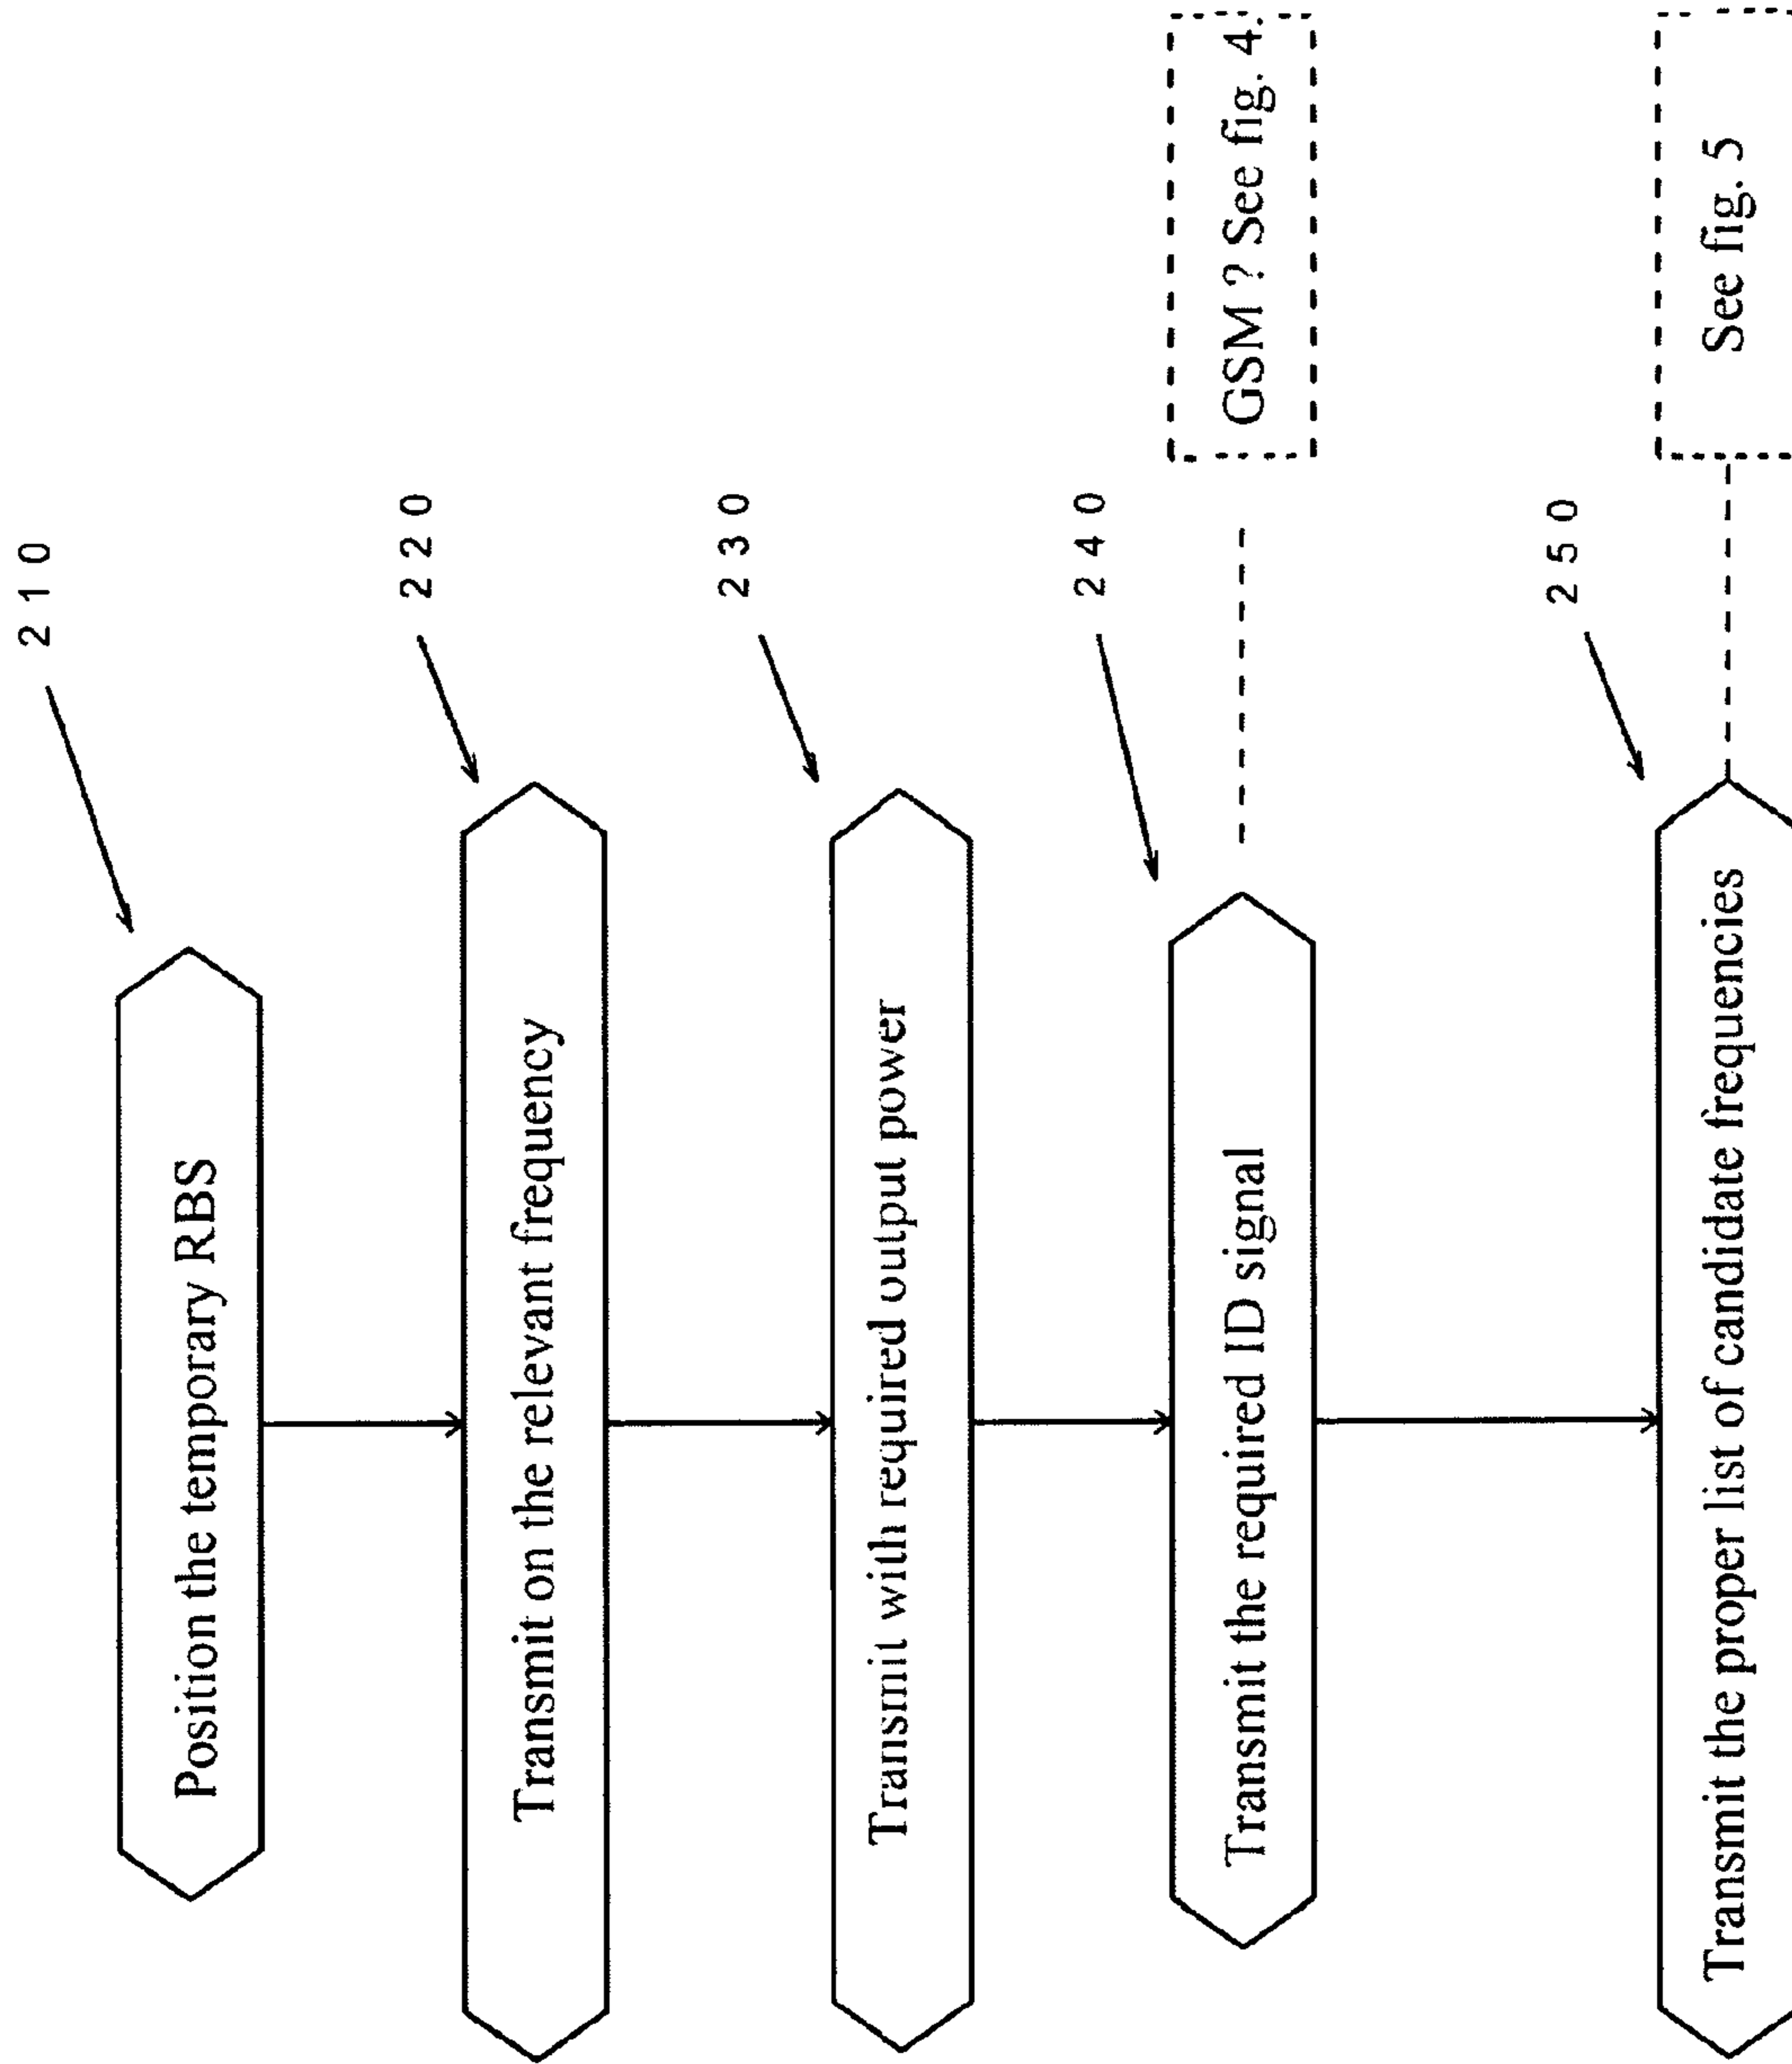 210
Position the temporary RBS
220
Transmit on the relevant frequency
230
Transmit with required output power
240
Transmit the required ID signal
GSM ? See fig. 4.
250
Transmit the proper list of candidate frequencies
See fig. 5